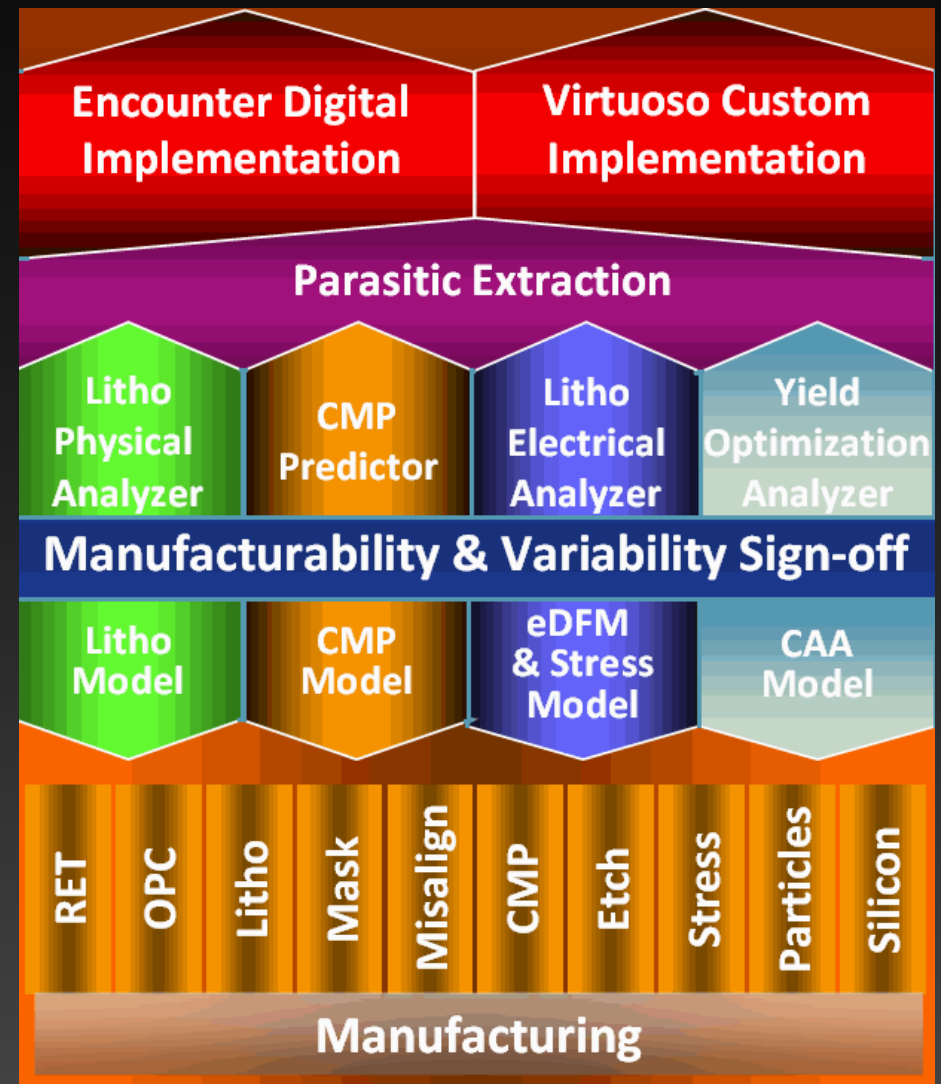 Encounter Digital
Implementation
Virtuoso Custom
Implementation
Parasitic Extraction
Litho
Physical
Analyzer
CMP
Predictor
Litho
Electrical
Analyzer
Yield
Optimization
Analyzer
Manufacturability & Variability Sign-off
Litho
Model
CMP
Model
eDFM
& Stress
Model
CAA
Model
RET
OPC
Litho
Mask
Misalign
CMP
Etch
Stress
Particles
Silicon
Manufacturing